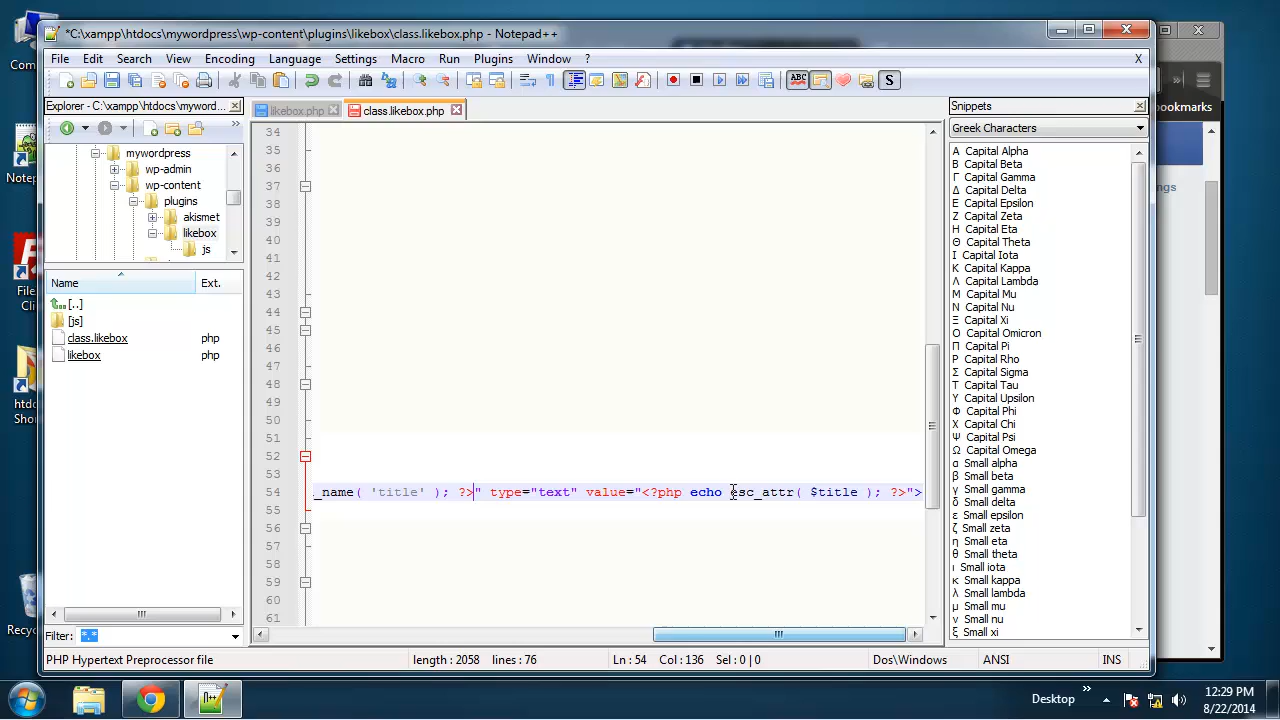 *C:\xampp\htdocs\mywordpress\wp-content\plugins\likebox\class.likebox.php - Notepad++
File Edit Search View Encoding Language Settings Macro Run Plugins Window ? X
Explorer - C:\xampp\htdocs\myword...
likebox.php
class.likebox.php
mywordpress
wp-admin
wp-content
plugins
akismet
likebox
js
Name Ext.
[..]
[js]
class.likebox php
likebox php
Filter: *.*
34
35
36
37
38
39
40
41
42
43
44
45
46
47
48
49
50
51
52
53
54 _name( 'title' ); ?>" type="text" value="<?php echo esc_attr( $title ); ?>">
55
56
57
58
59
60
61
Snippets
Greek Characters
Α Capital Alpha
Β Capital Beta
Γ Capital Gamma
Δ Capital Delta
Ε Capital Epsilon
Ζ Capital Zeta
Η Capital Eta
Θ Capital Theta
Ι Capital Iota
Κ Capital Kappa
Λ Capital Lambda
Μ Capital Mu
Ν Capital Nu
Ξ Capital Xi
Ο Capital Omicron
Π Capital Pi
Ρ Capital Rho
Σ Capital Sigma
Τ Capital Tau
Υ Capital Upsilon
Φ Capital Phi
Χ Capital Chi
Ψ Capital Psi
Ω Capital Omega
α Small alpha
β Small beta
γ Small gamma
δ Small delta
ε Small epsilon
ζ Small zeta
η Small eta
θ Small theta
ι Small iota
κ Small kappa
λ Small lambda
μ Small mu
ν Small nu
ξ Small xi
PHP Hypertext Preprocessor file length : 2058 lines : 76 Ln : 54 Col : 136 Sel : 0 | 0 Dos\Windows ANSI INS
Desktop
12:29 PM
8/22/2014